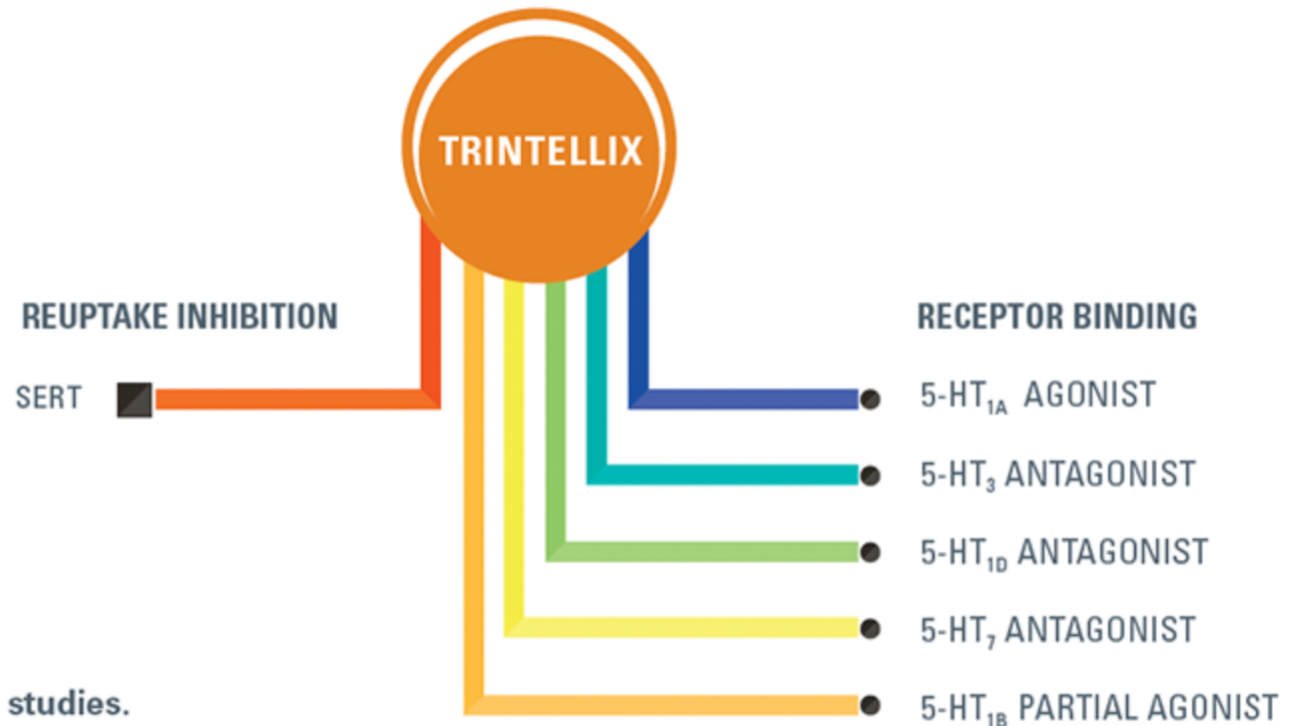 TRINTELLIX
REUPTAKE INHIBITION
SERT
RECEPTOR BINDING
5-HT1A AGONIST
5-HT3 ANTAGONIST
5-HT1D ANTAGONIST
5-HT7 ANTAGONIST
5-HT1B PARTIAL AGONIST
studies.